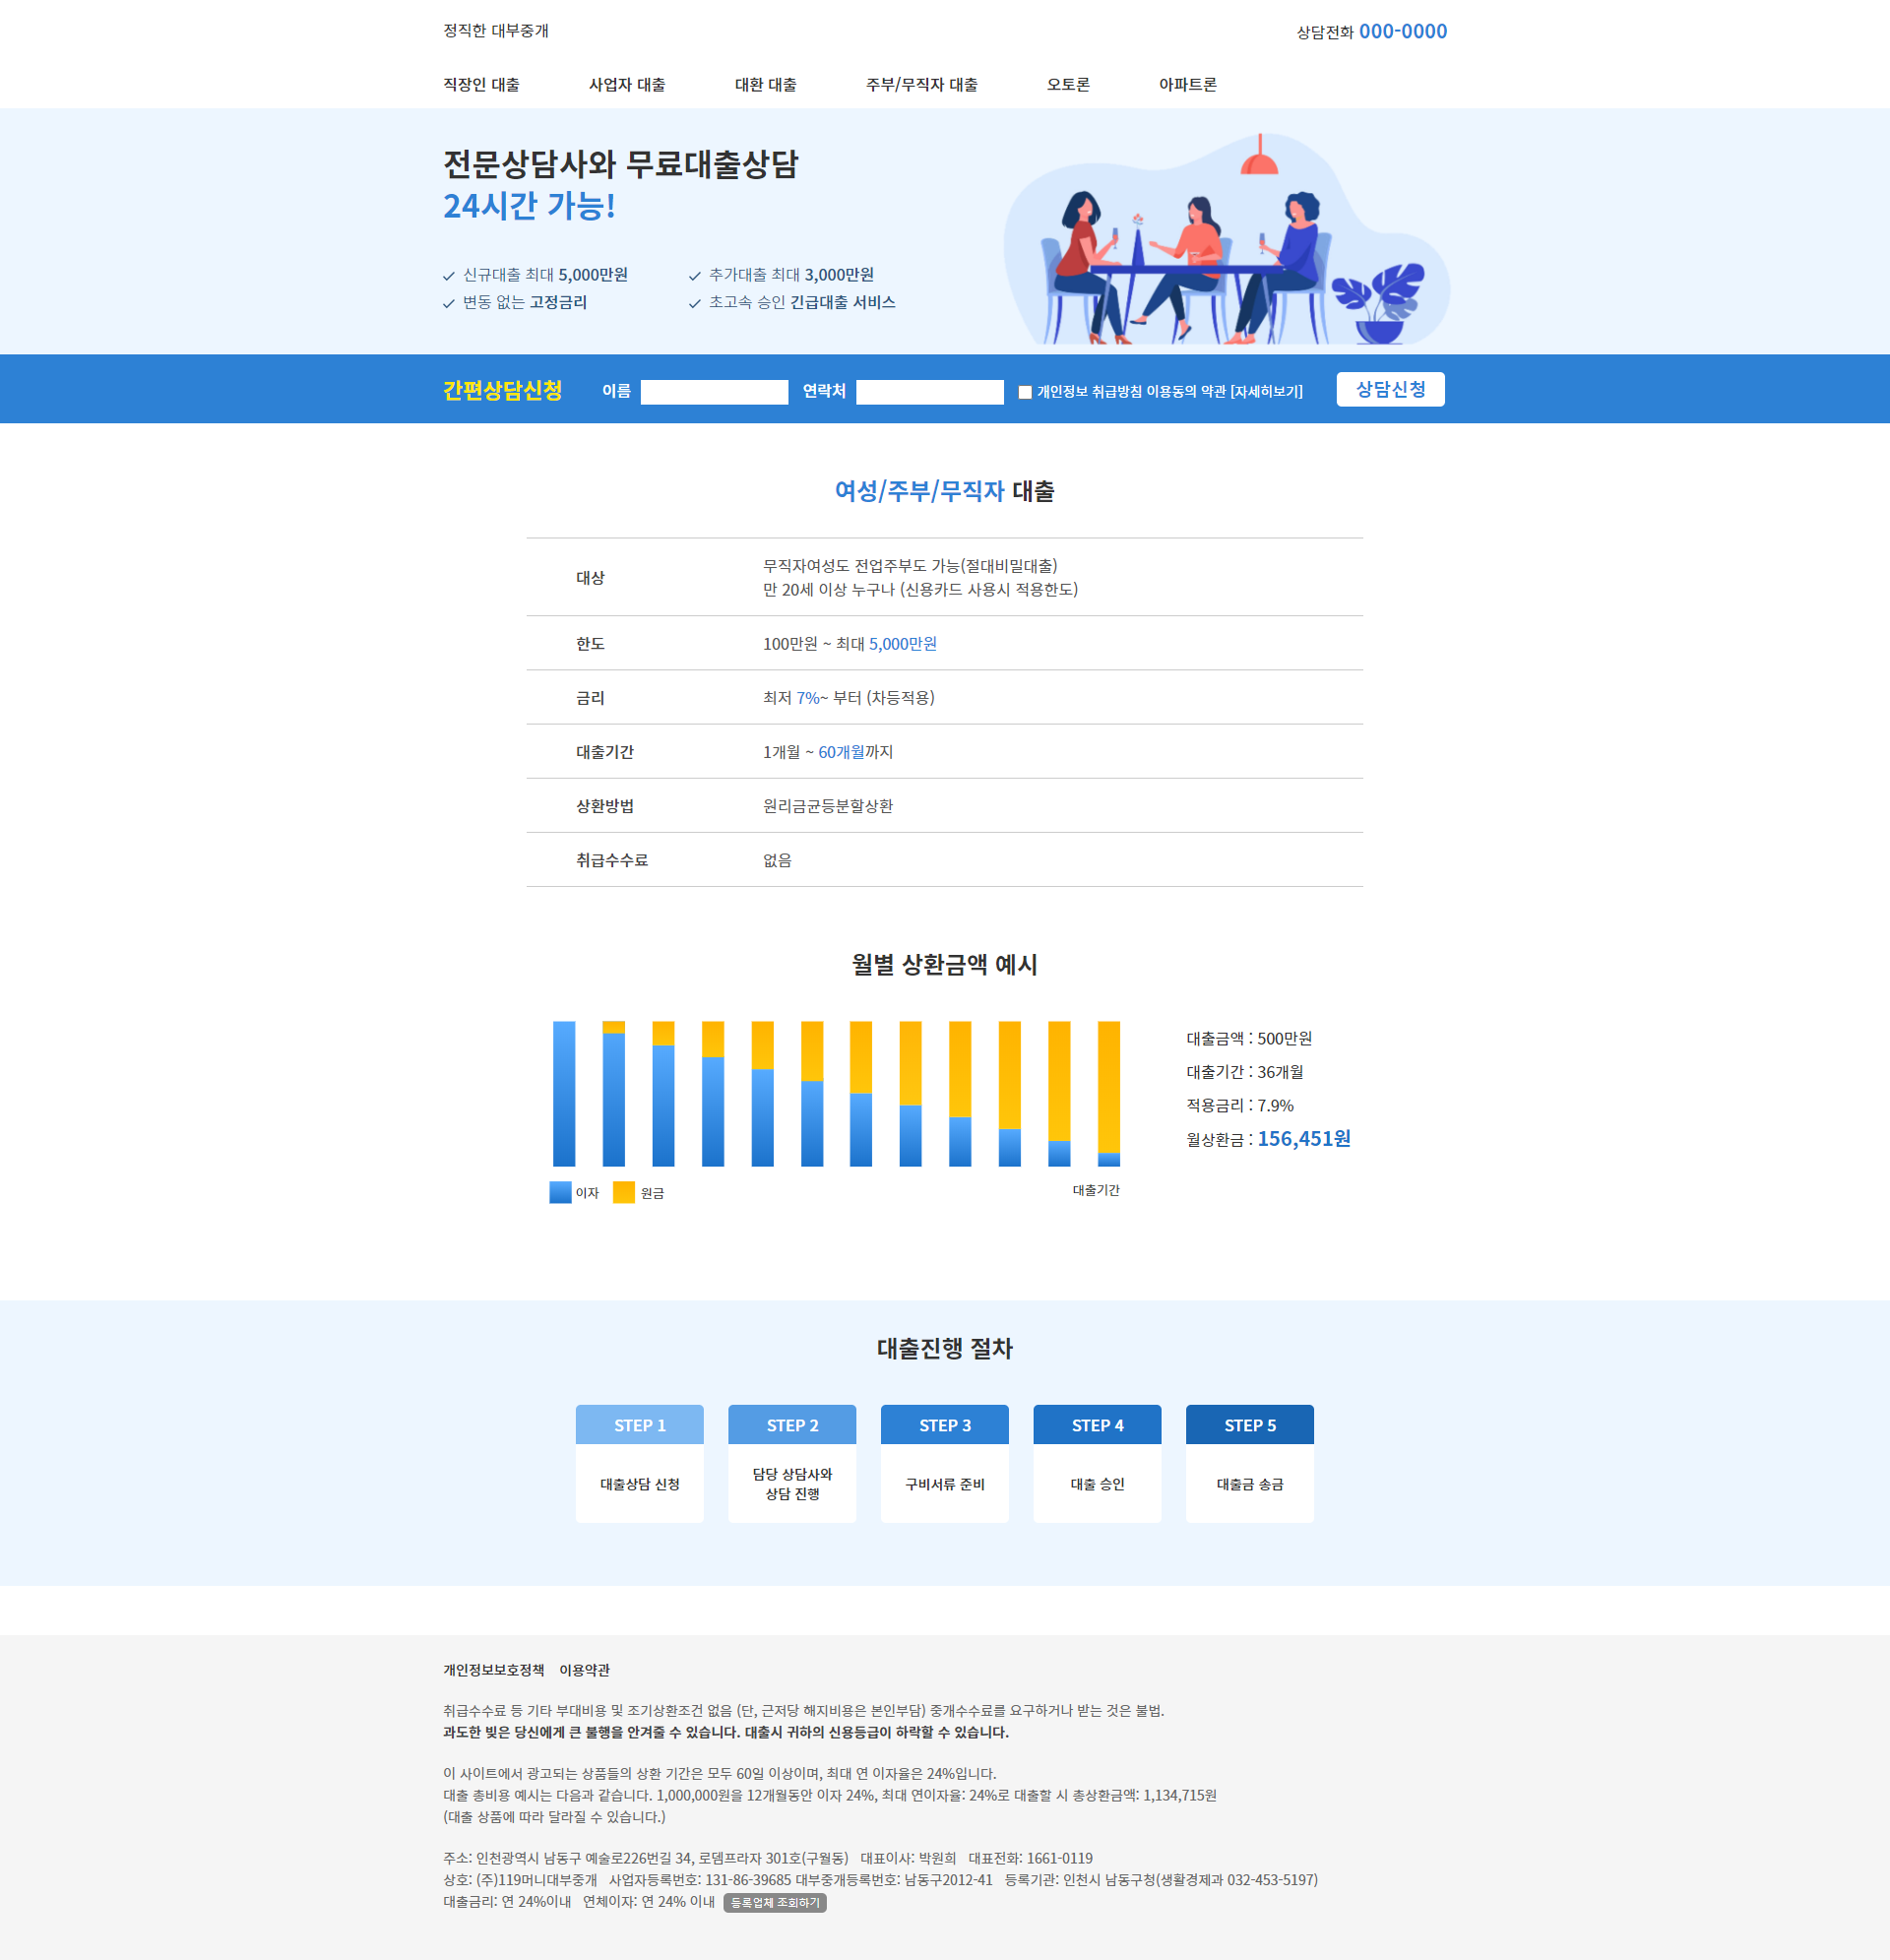 정직한 대부중개
상담전화 000-0000
직장인 대출 사업자 대출 대환 대출 주부/무직자 대출 오토론 아파트론
전문상담사와 무료대출상담
24시간 가능!
신규대출 최대 5,000만원 추가대출 최대 3,000만원
변동 없는 고정금리 초고속 승인 긴급대출 서비스
간편상담신청 이름 연락처 개인정보 취급방침 이용동의 약관 [자세히보기] 상담신청
여성/주부/무직자 대출
대상
무직자여성도 전업주부도 가능(절대비밀대출)
만 20세 이상 누구나 (신용카드 사용시 적용한도)
한도 100만원 ~ 최대 5,000만원
금리 최저 7%~ 부터 (차등적용)
대출기간 1개월 ~ 60개월까지
상환방법 원리금균등분할상환
취급수수료 없음
월별 상환금액 예시
대출금액 : 500만원
대출기간 : 36개월
적용금리 : 7.9%
월상환금 : 156,451원
이자 원금 대출기간
대출진행 절차
STEP 1 STEP 2 STEP 3 STEP 4 STEP 5
대출상담 신청
담당 상담사와
상담 진행
구비서류 준비
대출 승인
대출금 송금
개인정보보호정책 이용약관
취급수수료 등 기타 부대비용 및 조기상환조건 없음 (단, 근저당 해지비용은 본인부담) 중개수수료를 요구하거나 받는 것은 불법.
과도한 빚은 당신에게 큰 불행을 안겨줄 수 있습니다. 대출시 귀하의 신용등급이 하락할 수 있습니다.
이 사이트에서 광고되는 상품들의 상환 기간은 모두 60일 이상이며, 최대 연 이자율은 24%입니다.
대출 총비용 예시는 다음과 같습니다. 1,000,000원을 12개월동안 이자 24%, 최대 연이자율: 24%로 대출할 시 총상환금액: 1,134,715원
(대출 상품에 따라 달라질 수 있습니다.)
주소: 인천광역시 남동구 예술로226번길 34, 로뎀프라자 301호(구월동) 대표이사: 박원희 대표전화: 1661-0119
상호: (주)119머니대부중개 사업자등록번호: 131-86-39685 대부중개등록번호: 남동구2012-41 등록기관: 인천시 남동구청(생활경제과 032-453-5197)
대출금리: 연 24%이내 연체이자: 연 24% 이내 등록업체 조회하기